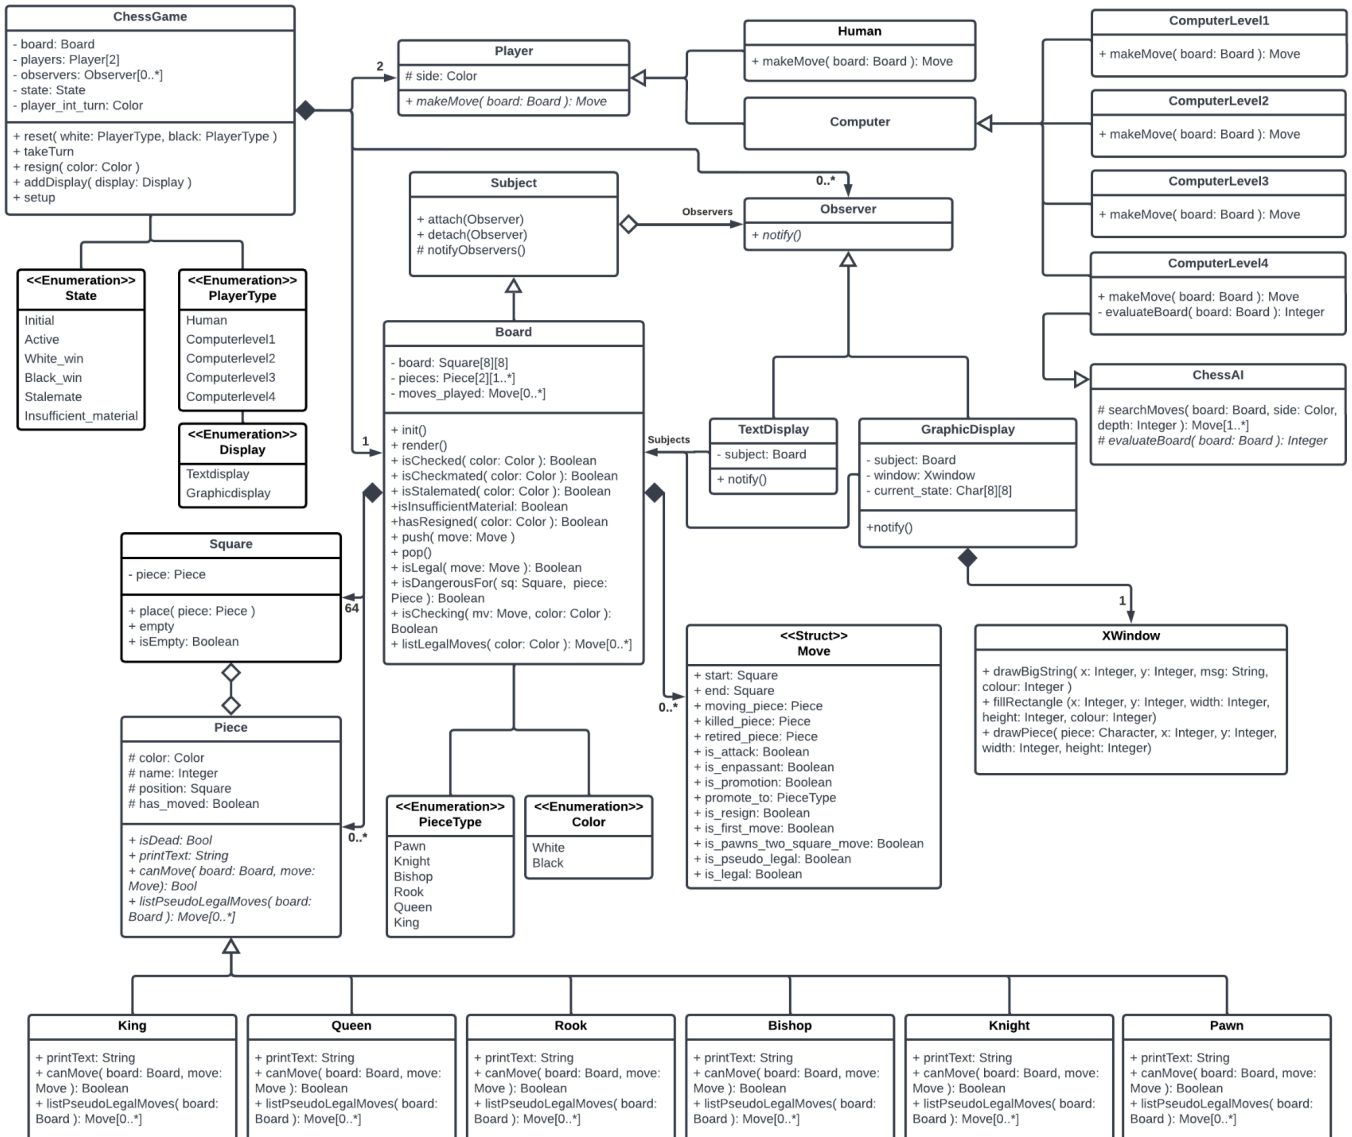 ChessGame
- board: Board
- players: Player[2]
- observers: Observer[0..*]
- state: State
- player_int_turn: Color
+ reset( white: PlayerType, black: PlayerType )
+ takeTurn
+ resign( color: Color )
+ addDisplay( display: Display )
+ setup
2
Player
# side: Color
+ makeMove( board: Board ): Move
Human
+ makeMove( board: Board ): Move
Computer
ComputerLevel1
+ makeMove( board: Board ): Move
ComputerLevel2
+ makeMove( board: Board ): Move
ComputerLevel3
+ makeMove( board: Board ): Move
ComputerLevel4
+ makeMove( board: Board ): Move
- evaluateBoard( board: Board ): Integer
ChessAI
# searchMoves( board: Board, side: Color,
depth: Integer ): Move[1..*]
# evaluateBoard( board: Board ): Integer
Subject
+ attach(Observer)
+ detach(Observer)
# notifyObservers()
Observers
0..*
Observer
+ notify()
<<Enumeration>>
State
Initial
Active
White_win
Black_win
Stalemate
Insufficient_material
<<Enumeration>>
PlayerType
Human
Computerlevel1
Computerlevel2
Computerlevel3
Computerlevel4
<<Enumeration>>
Display
Textdisplay
Graphicdisplay
1
Board
- board: Square[8][8]
- pieces: Piece[2][1..*]
- moves_played: Move[0..*]
+ init()
+ render()
+ isChecked( color: Color ): Boolean
+ isCheckmated( color: Color ): Boolean
+ isStalemated( color: Color ): Boolean
+isInsufficientMaterial: Boolean
+hasResigned( color: Color ): Boolean
+ push( move: Move )
+ pop()
+ isLegal( move: Move ): Boolean
+ isDangerousFor( sq: Square, piece:
Piece ): Boolean
+ isChecking( mv: Move, color: Color ):
Boolean
+ listLegalMoves( color: Color ): Move[0..*]
Subjects
TextDisplay
- subject: Board
+ notify()
GraphicDisplay
- subject: Board
- window: Xwindow
- current_state: Char[8][8]
+notify()
1
XWindow
+ drawBigString( x: Integer, y: Integer, msg: String,
colour: Integer )
+ fillRectangle (x: Integer, y: Integer, width: Integer,
height: Integer, colour: Integer)
+ drawPiece( piece: Character, x: Integer, y: Integer,
width: Integer, height: Integer)
Square
- piece: Piece
+ place( piece: Piece )
+ empty
+ isEmpty: Boolean
64
Piece
# color: Color
# name: Integer
# position: Square
# has_moved: Boolean
+ isDead: Bool
+ printText: String
+ canMove( board: Board, move:
Move): Bool
+ listPseudoLegalMoves( board:
Board ): Move[0..*]
0..*
<<Enumeration>>
PieceType
Pawn
Knight
Bishop
Rook
Queen
King
<<Enumeration>>
Color
White
Black
0..*
<<Struct>>
Move
+ start: Square
+ end: Square
+ moving_piece: Piece
+ killed_piece: Piece
+ retired_piece: Piece
+ is_attack: Boolean
+ is_enpassant: Boolean
+ is_promotion: Boolean
+ promote_to: PieceType
+ is_resign: Boolean
+ is_first_move: Boolean
+ is_pawns_two_square_move: Boolean
+ is_pseudo_legal: Boolean
+ is_legal: Boolean
King
+ printText: String
+ canMove( board: Board, move:
Move ): Boolean
+ listPseudoLegalMoves( board:
Board ): Move[0..*]
Queen
+ printText: String
+ canMove( board: Board, move:
Move ): Boolean
+ listPseudoLegalMoves( board:
Board ): Move[0..*]
Rook
+ printText: String
+ canMove( board: Board, move:
Move ): Boolean
+ listPseudoLegalMoves( board:
Board ): Move[0..*]
Bishop
+ printText: String
+ canMove( board: Board, move:
Move ): Boolean
+ listPseudoLegalMoves( board:
Board ): Move[0..*]
Knight
+ printText: String
+ canMove( board: Board, move:
Move ): Boolean
+ listPseudoLegalMoves( board:
Board ): Move[0..*]
Pawn
+ printText: String
+ canMove( board: Board, move:
Move ): Boolean
+ listPseudoLegalMoves( board:
Board ): Move[0..*]